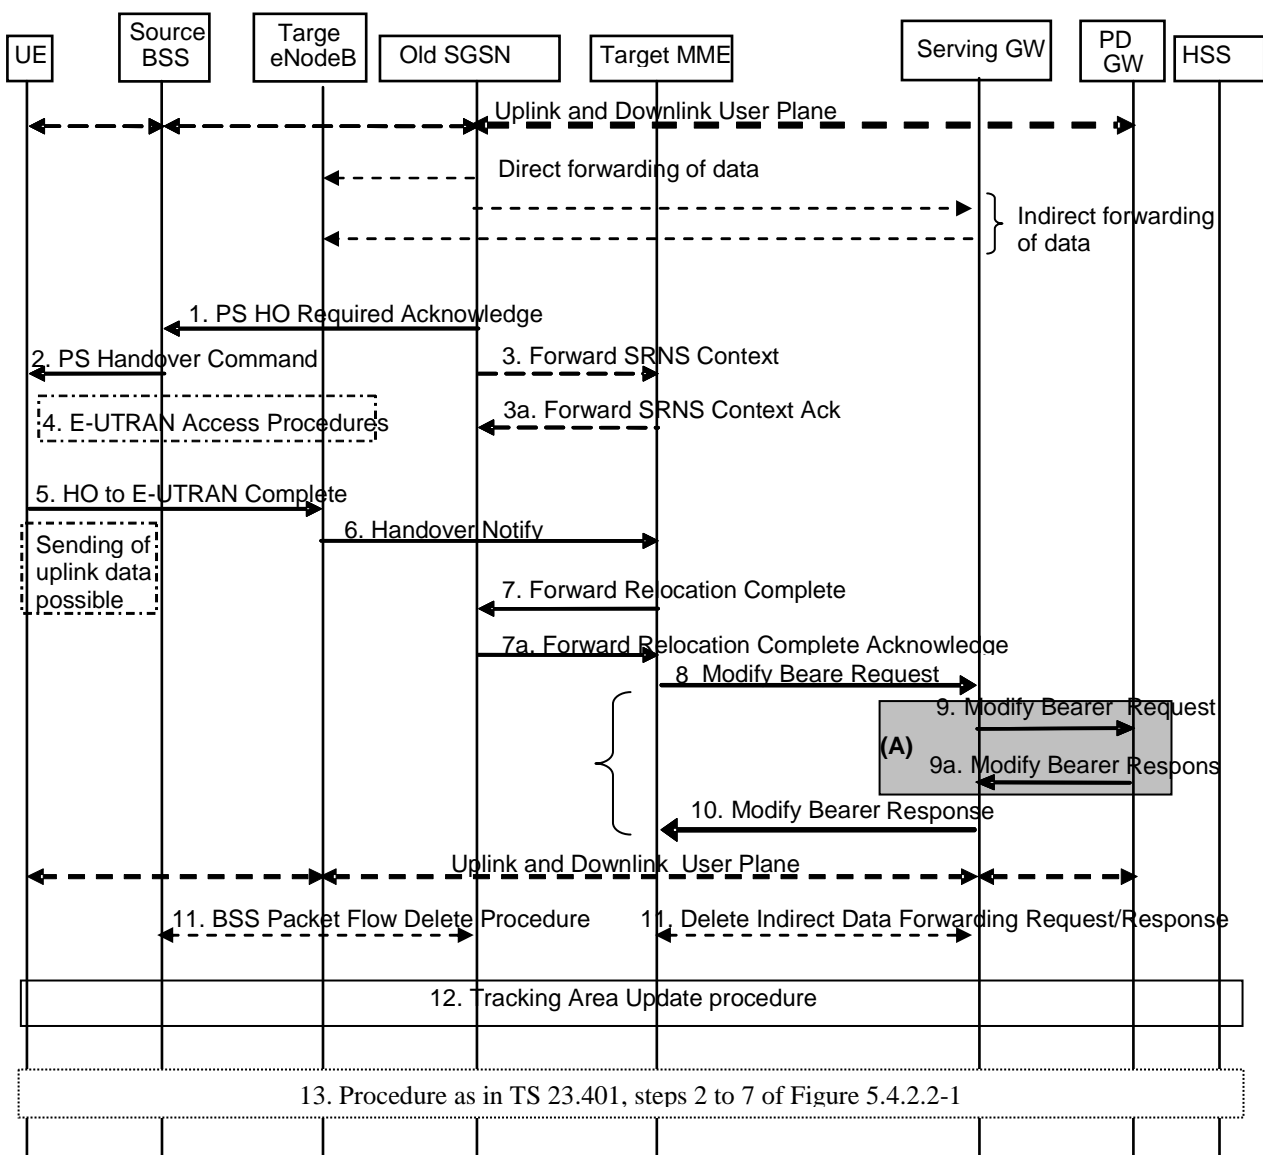 UE
Source
BSS
Targe
eNodeB
Old SGSN
Target MME
Serving GW
PD
GW
HSS
Uplink and Downlink User Plane
Direct forwarding of data
Indirect forwarding
of data
1. PS HO Required Acknowledge
2. PS Handover Command
3. Forward SRNS Context
4. E-UTRAN Access Procedures
3a. Forward SRNS Context Ack
5. HO to E-UTRAN Complete
6. Handover Notify
Sending of
uplink data
possible
7. Forward Relocation Complete
7a. Forward Relocation Complete Acknowledge
8 Modify Beare Request
9. Modify Bearer Request
(A)
9a. Modify Bearer Respons
10. Modify Bearer Response
Uplink and Downlink User Plane
11. BSS Packet Flow Delete Procedure
11. Delete Indirect Data Forwarding Request/Response
12. Tracking Area Update procedure
13. Procedure as in TS 23.401, steps 2 to 7 of Figure 5.4.2.2-1